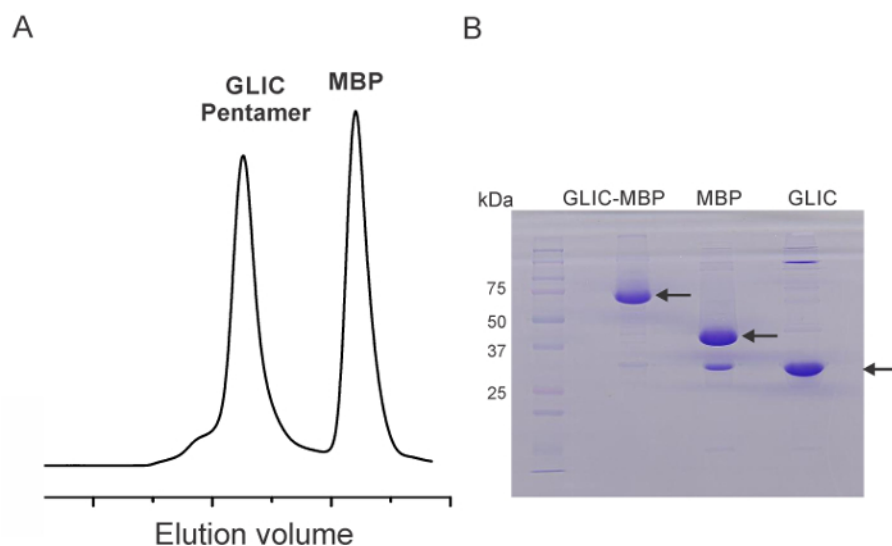 A
GLIC
Pentamer
MBP
Elution volume
B
kDa
GLIC-MBP
MBP
GLIC
75
50
37
25